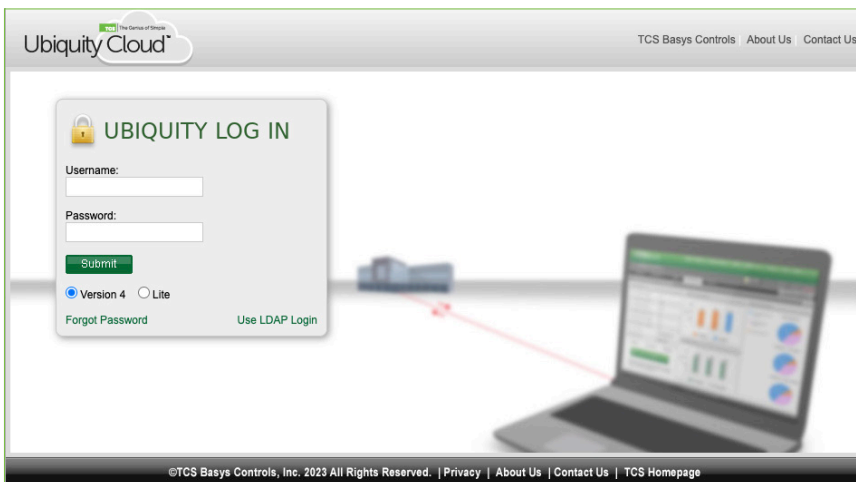 TCS The Genius of Simple
Ubiquity Cloud™
TCS Basys Controls | About Us | Contact Us
UBIQUITY LOG IN
Username:
Password:
Submit
Version 4 Lite
Forgot Password Use LDAP Login
©TCS Basys Controls, Inc. 2023 All Rights Reserved. | Privacy | About Us | Contact Us | TCS Homepage